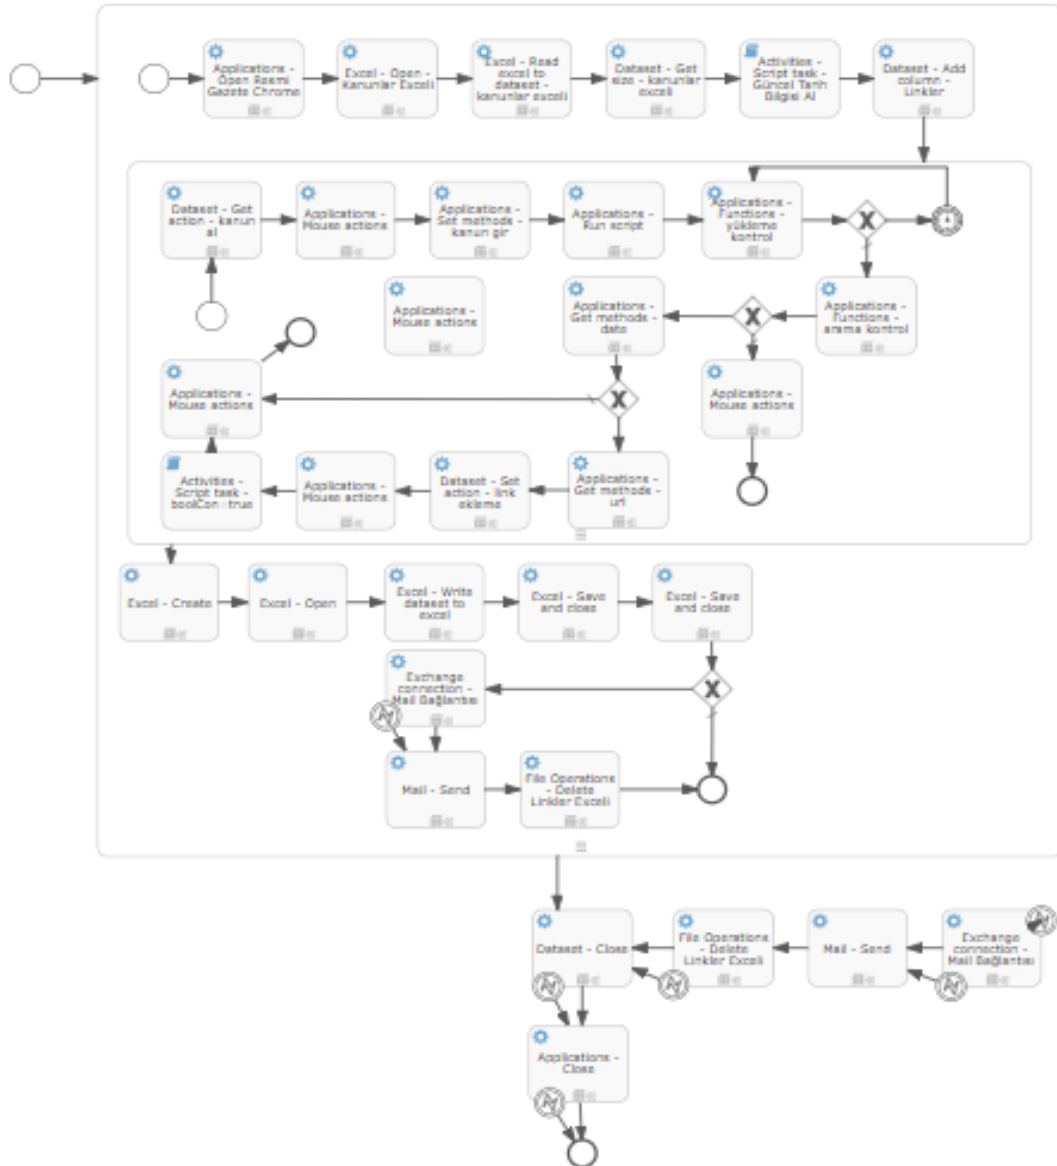 Applications -
Open Resmi
Gazete Chrome
Excel - Open -
Kanunlar Exceli
Excel - Read
excel to
dataset -
kanunlar exceli
Dataset - Get
size - kanunlar
exceli
Activities -
Script task -
Güncel Tarih
Bilgisi Al
Dataset - Add
column -
Linkler
Dataset - Get
action - kanun
al
Applications -
Mouse actions
Applications -
Set methods -
kanun gir
Applications -
Run script
Applications -
Functions -
yükleme
kontrol
Applications -
Mouse actions
Applications -
Get methods -
date
Applications -
Functions -
arama kontrol
Applications -
Mouse actions
Applications -
Mouse actions
Activities -
Script task -
boolCon=true
Applications -
Mouse actions
Dataset - Set
action - link
ekleme
Applications -
Get methods -
url
Excel - Create
Excel - Open
Excel - Write
dataset to
excel
Excel - Save
and close
Excel - Save
and close
Exchange
connection -
Mail Bağlantısı
Mail - Send
File Operations
- Delete
Linkler Exceli
Dataset - Close
File Operations
- Delete
Linkler Exceli
Mail - Send
Exchange
connection -
Mail Bağlantısı
Applications -
Close